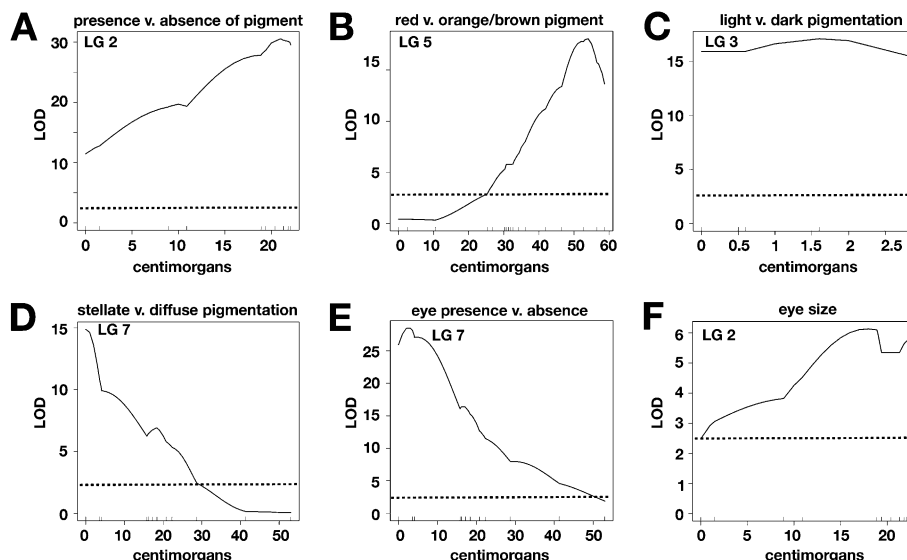 A presence v. absence of pigment
LG 2
LOD
30
20
10
0
0 5 10 15 20
centimorgans
B red v. orange/brown pigment
LG 5
LOD
15
10
5
0
0 10 20 30 40 50 60
centimorgans
C light v. dark pigmentation
LG 3
LOD
15
10
5
0
0 0.5 1 1.5 2 2.5
centimorgans
D stellate v. diffuse pigmentation
LG 7
LOD
15
10
5
0
0 10 20 30 40 50
centimorgans
E eye presence v. absence
LG 7
LOD
25
20
15
10
5
0
0 10 20 30 40 50
centimorgans
F eye size
LG 2
LOD
6
5
4
3
2
1
0
0 5 10 15 20
centimorgans